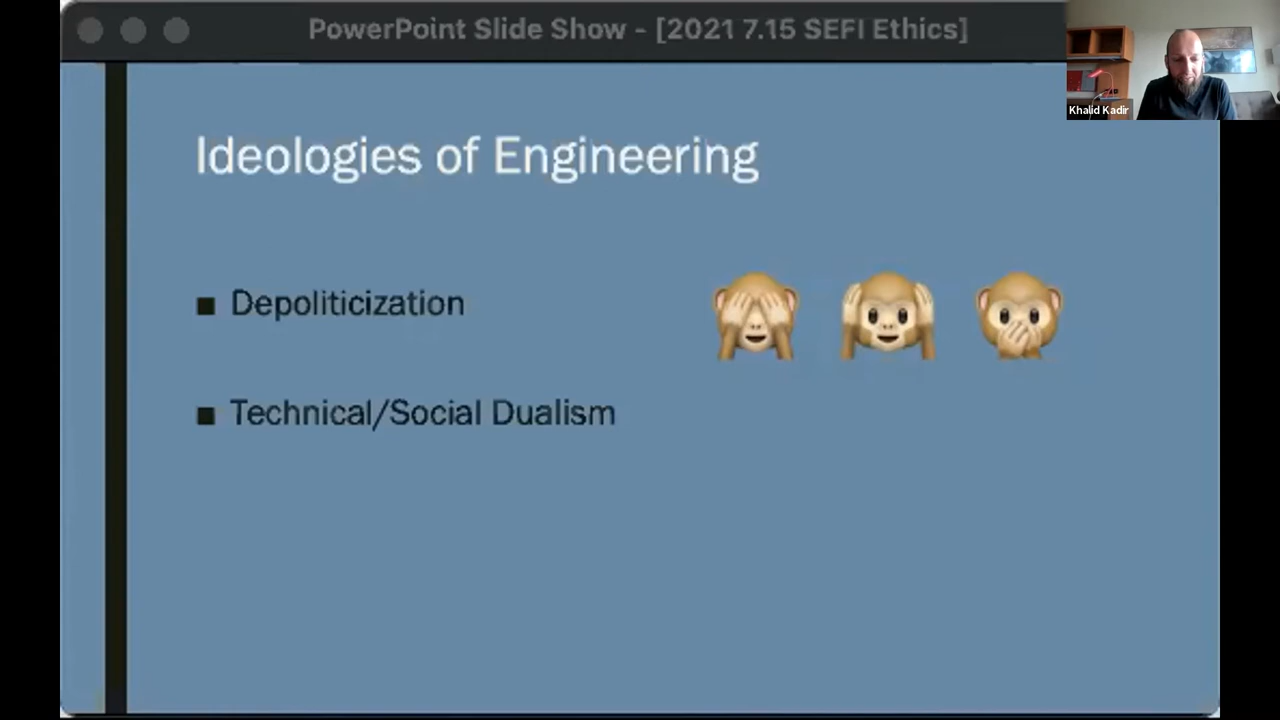 PowerPoint Slide Show - [2021 7.15 SEFI Ethics]
Khalid Kadir
Ideologies of Engineering
■ Depoliticization
■ Technical/Social Dualism